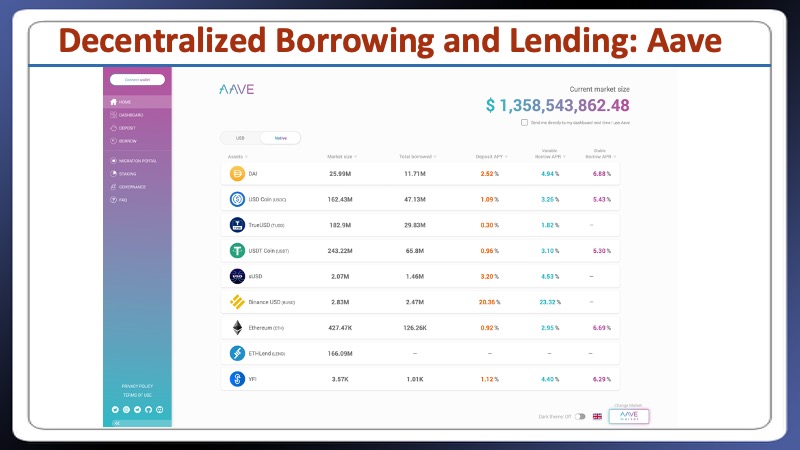 Decentralized Borrowing and Lending: Aave
Connect wallet
HOME
DASHBOARD
DEPOSIT
BORROW
MIGRATION PORTAL
STAKING
GOVERNANCE
FAQ
PRIVACY POLICY
TERMS OF USE
AAVE
Current market size
$ 1,358,543,862.48
Send me directly to my dashboard next time I use Aave
USD Native
Assets Market size Total borrowed Deposit APY Variable Borrow APR Stable Borrow APR
DAI 25.99M 11.71M 2.52 % 4.94 % 6.88 %
USD Coin (USDC) 162.43M 47.13M 1.09 % 3.26 % 5.43 %
TrueUSD (TUSD) 182.9M 29.83M 0.30 % 1.82 % –
USDT Coin (USDT) 243.22M 65.8M 0.96 % 3.10 % 6.30 %
sUSD 2.07M 1.46M 3.20 % 4.53 % –
Binance USD (BUSD) 2.83M 2.47M 20.36 % 23.32 % –
Ethereum (ETH) 427.47K 126.26K 0.92 % 2.95 % 6.69 %
ETHLend (LEND) 166.09M – – – –
YFI 3.57K 1.01K 1.12 % 4.40 % 6.29 %
Dark theme: Off
Change Market
AAVE